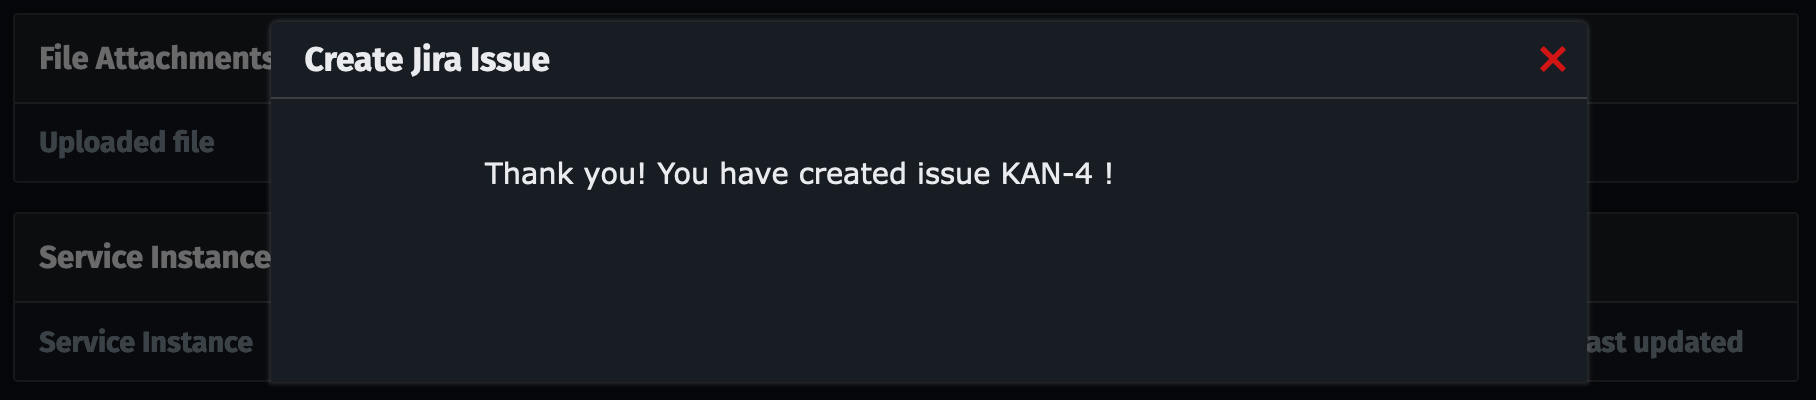 File Attachments
Create Jira Issue
Uploaded file
Thank you! You have created issue KAN-4 !
Service Instance
Service Instance
ast updated